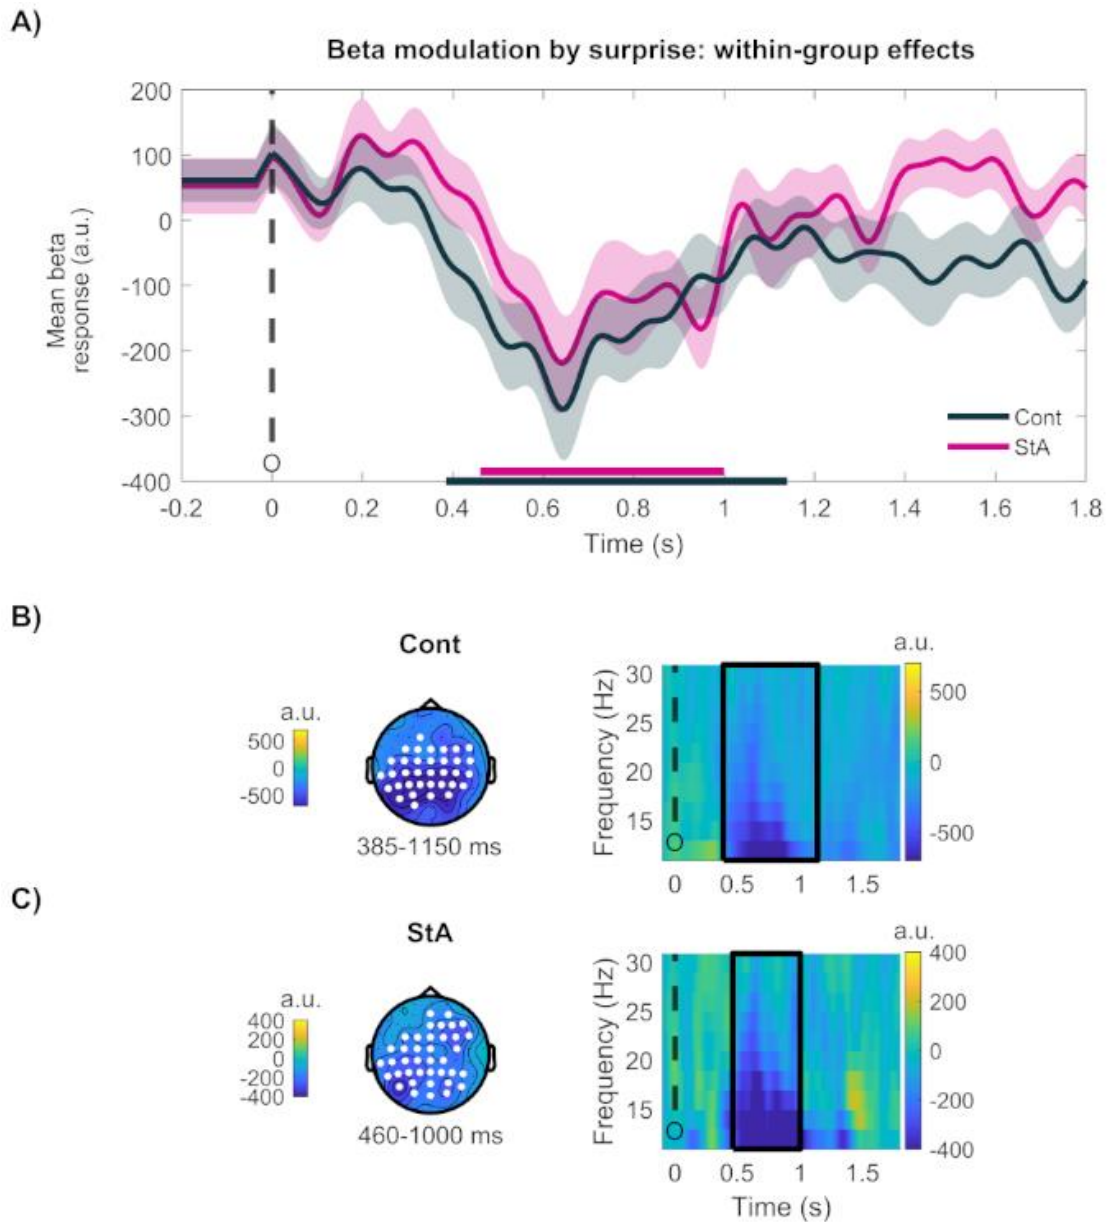 A)
Beta modulation by surprise: within-group effects
Mean beta
response (a.u.)
200
100
0
-100
-200
-300
-400
O
Cont
StA
-0.2 0 0.2 0.4 0.6 0.8 1 1.2 1.4 1.6 1.8
Time (s)
B)
Cont
a.u.
500
0
-500
385-1150 ms
Frequency (Hz)
30
25
20
15
O
0 0.5 1 1.5
a.u.
500
0
-500
C)
StA
a.u.
400
200
0
-200
-400
460-1000 ms
Frequency (Hz)
30
25
20
15
O
0 0.5 1 1.5
Time (s)
a.u.
400
200
0
-200
-400